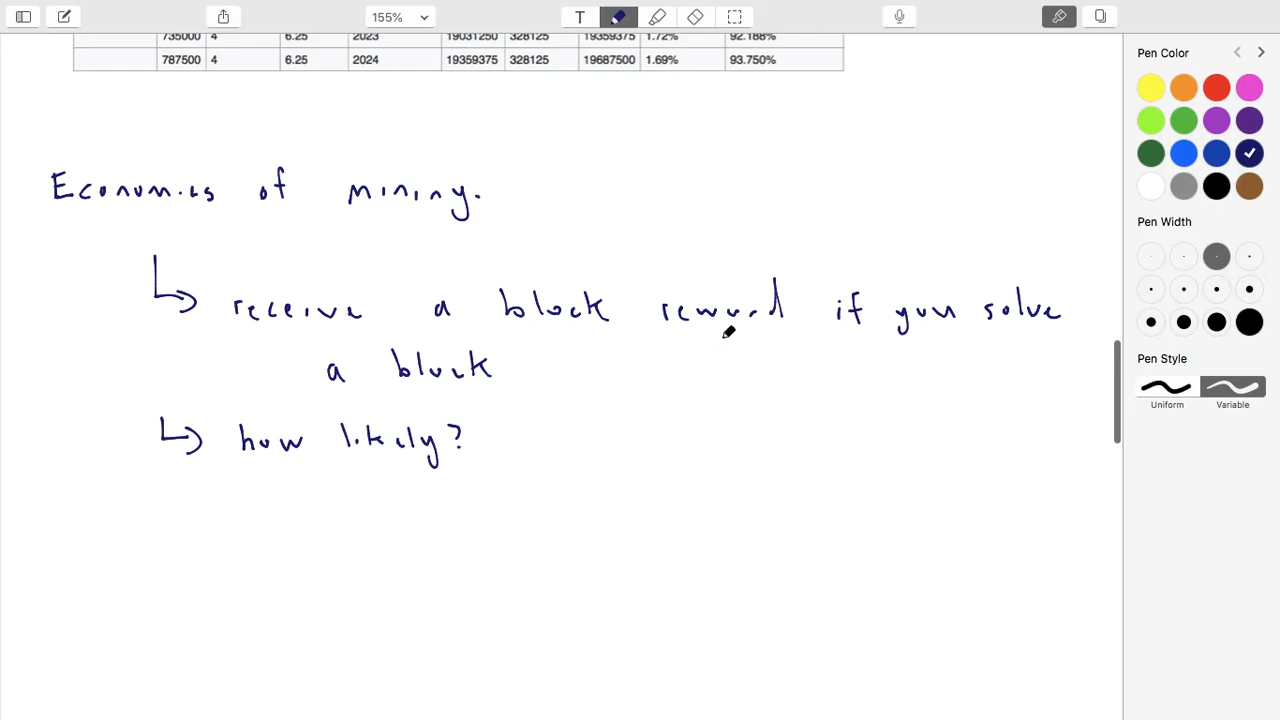 155%
T
735000 4 6.25 2023 19031250 328125 19359375 1.72% 92.188%
787500 4 6.25 2024 19359375 328125 19687500 1.69% 93.750%
Economics of mining.
receive a block reward if you solve
a block
how likely?
Pen Color
Pen Width
Pen Style
Uniform Variable